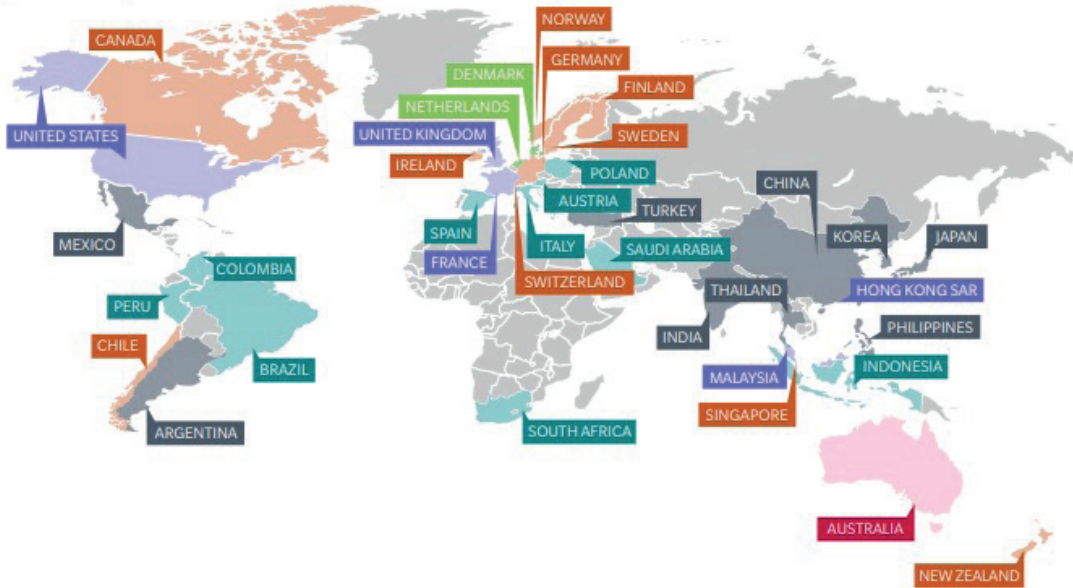 NORWAY
CANADA
GERMANY
DENMARK
FINLAND
NETHERLANDS
UNITED STATES
UNITED KINGDOM
SWEDEN
IRELAND
POLAND
CHINA
AUSTRIA
TURKEY
SPAIN
KOREA
JAPAN
MEXICO
ITALY
SAUDI ARABIA
FRANCE
COLOMBIA
SWITZERLAND
THAILAND
HONG KONG SAR
PERU
INDIA
PHILIPPINES
CHILE
BRAZIL
MALAYSIA
INDONESIA
SINGAPORE
ARGENTINA
SOUTH AFRICA
AUSTRALIA
NEW ZEALAND